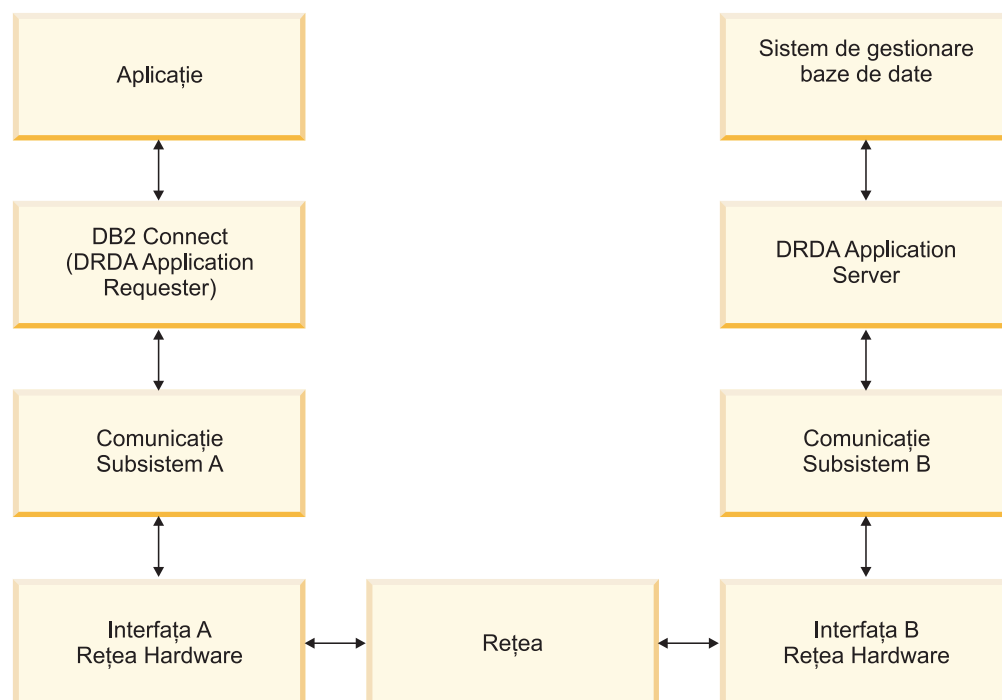 Aplicație
Sistem de gestionare
baze de date
DB2 Connect
(DRDA Application
Requester)
DRDA Application
Server
Comunicație
Subsistem A
Comunicație
Subsistem B
Interfața A
Rețea Hardware
Rețea
Interfața B
Rețea Hardware